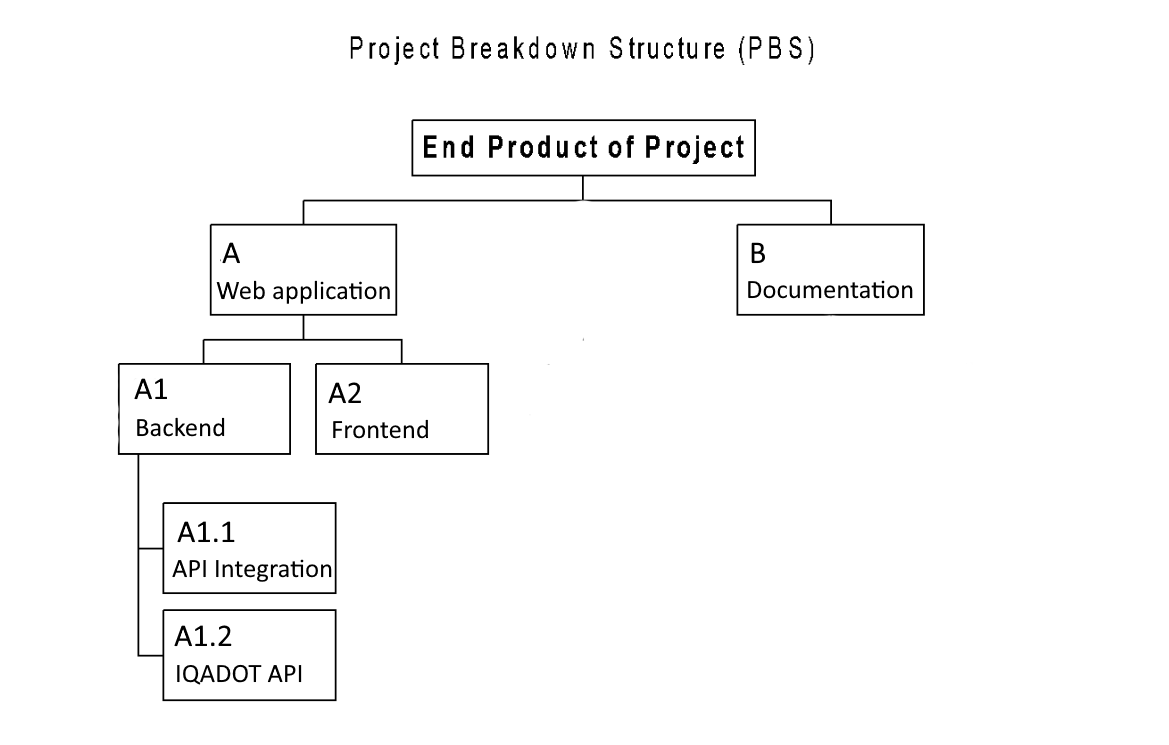 Project Breakdown Structure (PBS)
End Product of Project
A
Web application
B
Documentation
A1
Backend
A2
Frontend
A1.1
API Integration
A1.2
IQADOT API